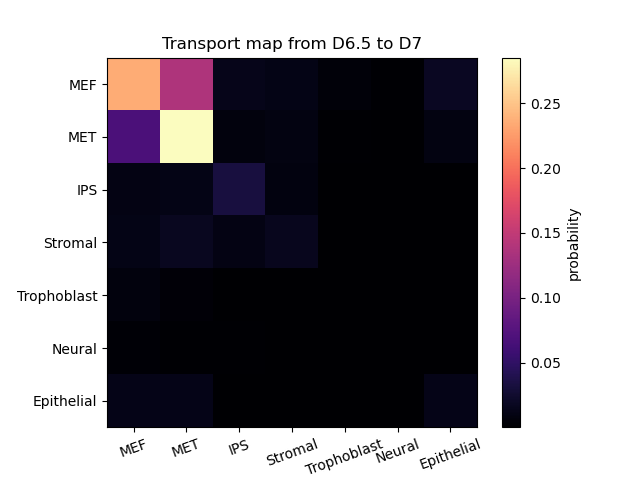 Transport map from D6.5 to D7
MEF
MET
IPS
Stromal
Trophoblast
Neural
Epithelial
MEF
MET
IPS
Stromal
Trophoblast
Neural
Epithelial
0.25
0.20
0.15
0.10
0.05
probability